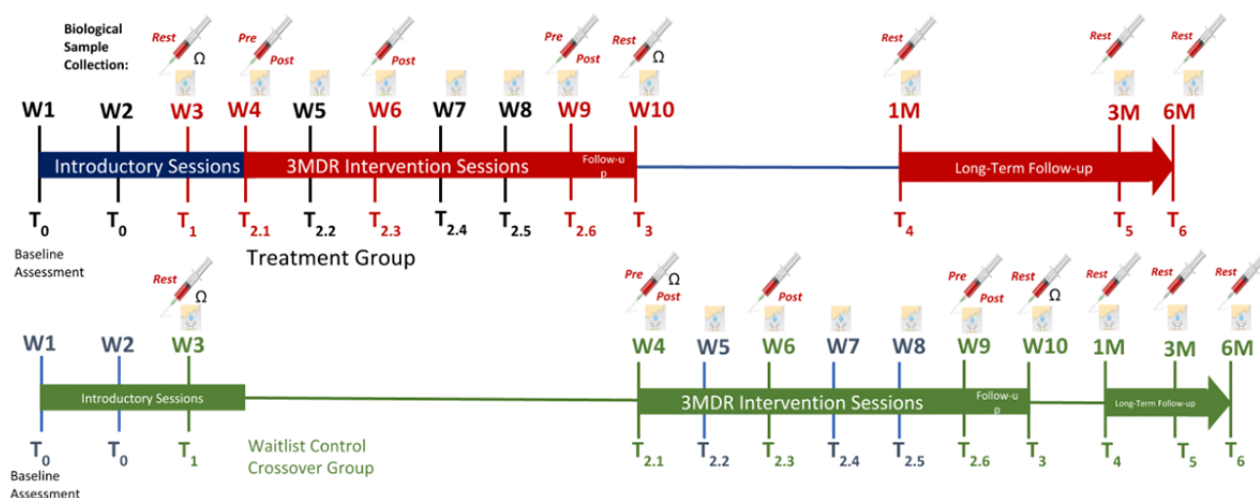 Biological
Sample
Collection:
Rest Ω Pre Post Post Pre Post Rest Ω Rest Rest Rest
W1 W2 W3 W4 W5 W6 W7 W8 W9 W10 1M 3M 6M
Introductory Sessions 3MDR Intervention Sessions Follow-u
p
Long-Term Follow-up
T0 T0 T1 T2.1 T2.2 T2.3 T2.4 T2.5 T2.6 T3 T4 T5 T6
Baseline
Assessment
Treatment Group
Rest Ω Pre Ω Post Post Pre Post Rest Ω Rest Rest Rest
W1 W2 W3 W4 W5 W6 W7 W8 W9 W10 1M 3M 6M
Introductory Sessions 3MDR Intervention Sessions Follow-u
p
Long-Term Follow-up
T0 T0 T1 T2.1 T2.2 T2.3 T2.4 T2.5 T2.6 T3 T4 T5 T6
Baseline
Assessment
Waitlist Control
Crossover Group